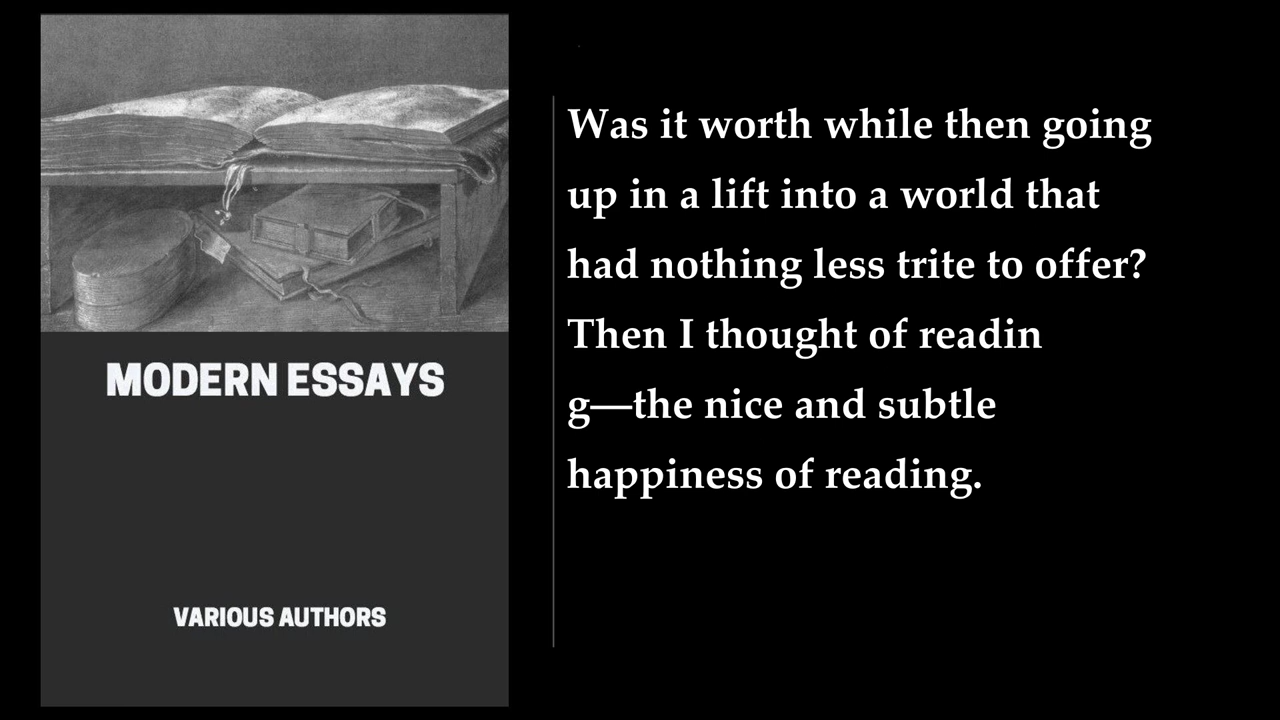 MODERN ESSAYS
VARIOUS AUTHORS
Was it worth while then going
up in a lift into a world that
had nothing less trite to offer?
Then I thought of readin
g—the nice and subtle
happiness of reading.